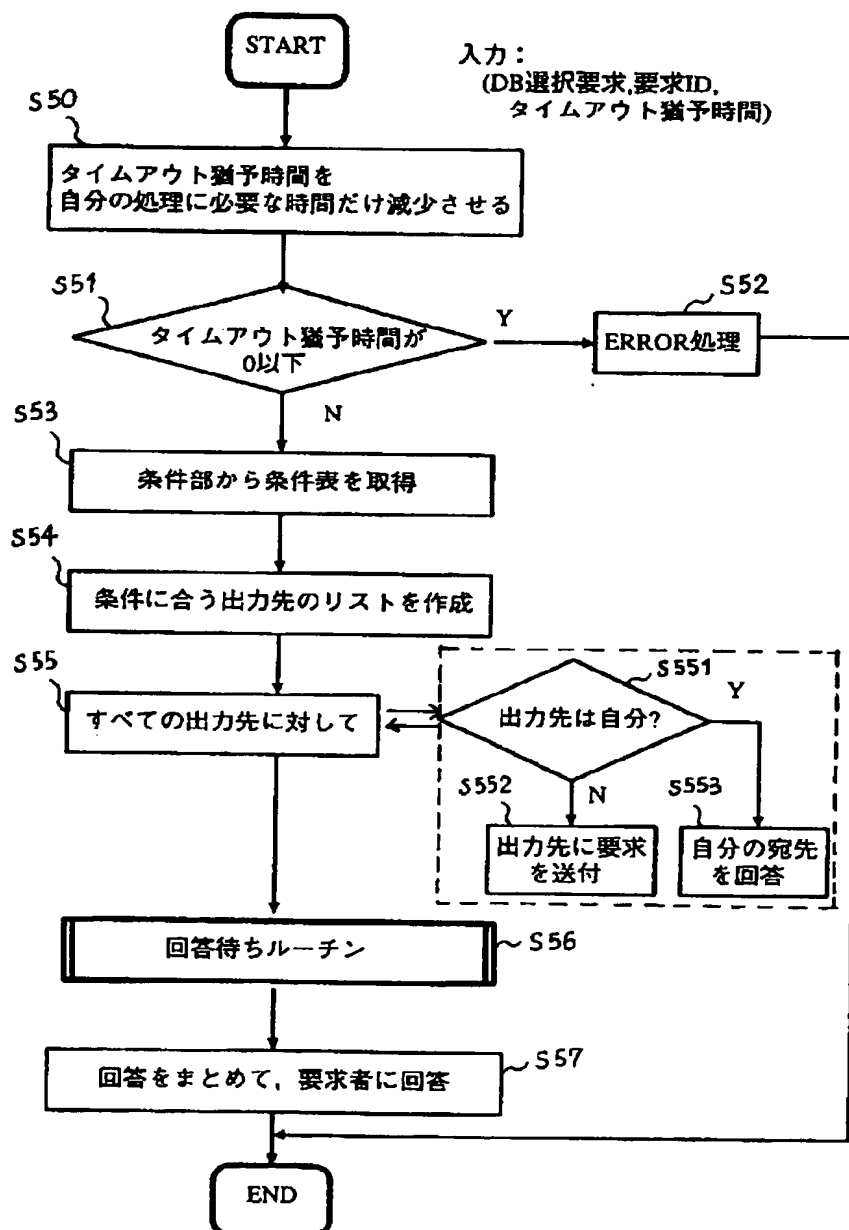 START
入力：
(DB選択要求,要求ID,
タイムアウト猶予時間)
S50
タイムアウト猶予時間を
自分の処理に必要な時間だけ減少させる
S51
タイムアウト猶予時間が
0以下
Y
S52
ERROR処理
N
S53
条件部から条件表を取得
S54
条件に合う出力先のリストを作成
S55
すべての出力先に対して
S551
出力先は自分?
Y
N
S552
出力先に要求
を送付
S553
自分の宛先
を回答
回答待ちルーチン
S56
回答をまとめて,要求者に回答
S57
END